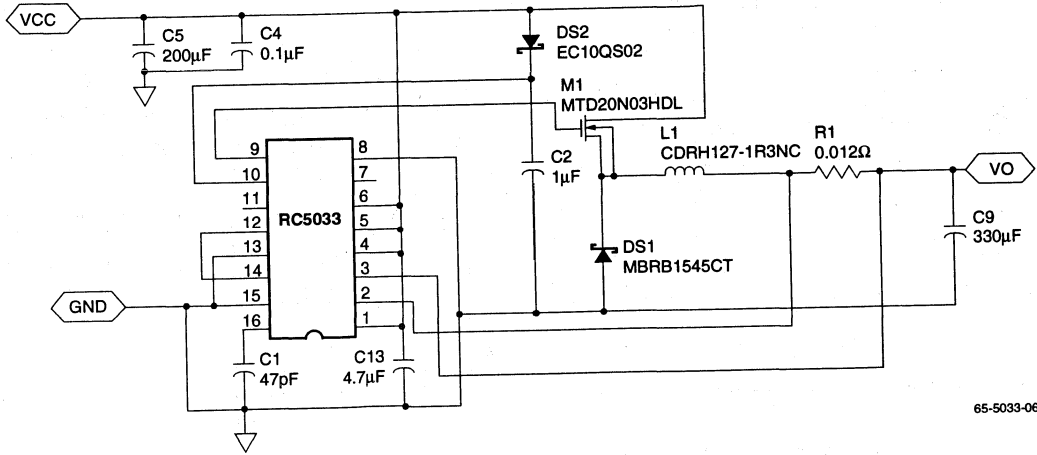 VCC
C5
200µF
C4
0.1µF
DS2
EC10QS02
M1
MTD20N03HDL
L1
CDRH127-1R3NC
R1
0.012Ω
VO
C2
1µF
C9
330µF
DS1
MBRB1545CT
RC5033
9
10
11
12
13
14
15
16
8
7
6
5
4
3
2
1
GND
C1
47pF
C13
4.7µF
65-5033-06